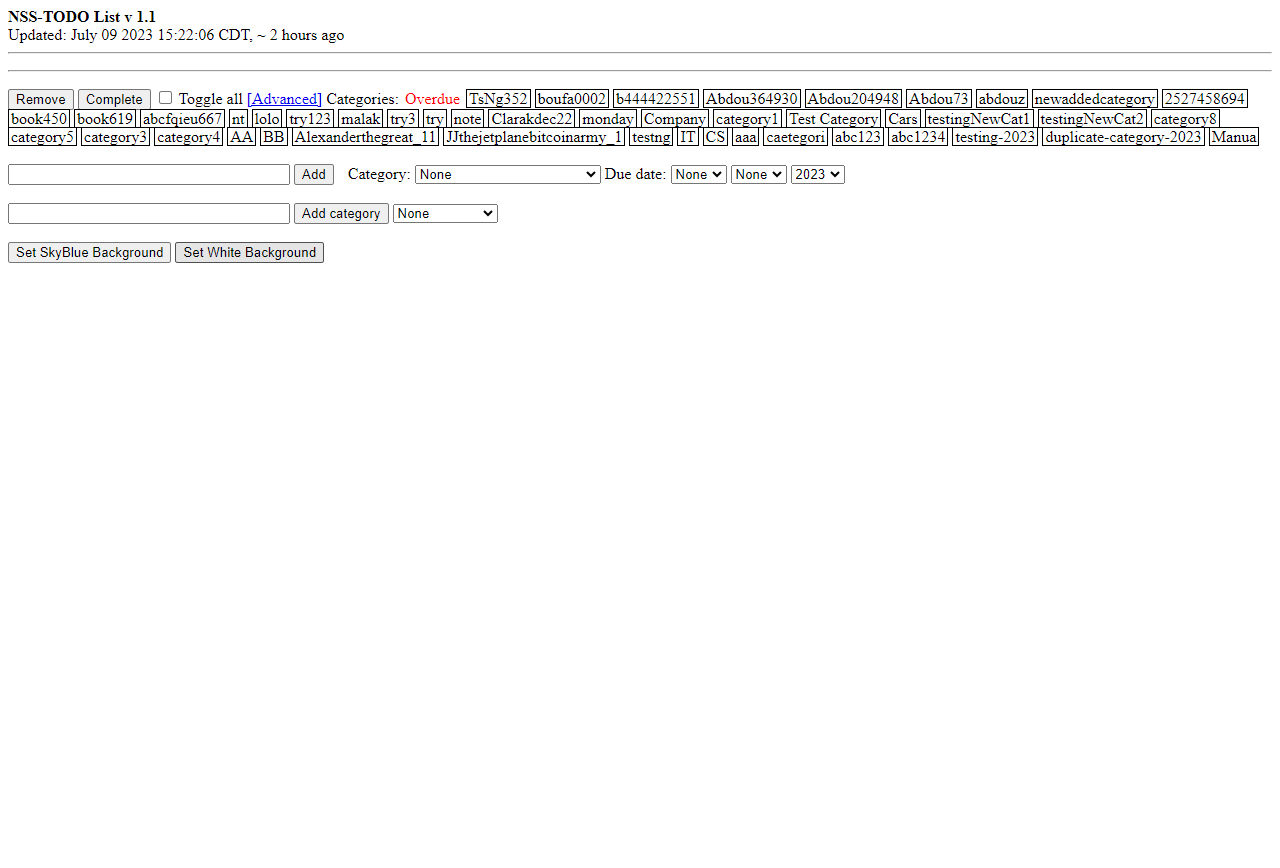 NSS-TODO List v 1.1
Updated: July 09 2023 15:22:06 CDT, ~ 2 hours ago
Remove Complete Toggle all [Advanced] Categories: Overdue TsNg352 boufa0002 b444422551 Abdou364930 Abdou204948 Abdou73 abdouz newaddedcategory 2527458694
book450 book619 abcfqieu667 nt lolo try123 malak try3 try note Clarakdec22 monday Company category1 Test Category Cars testingNewCat1 testingNewCat2 category8
category5 category3 category4 AA BB Alexanderthegreat_11 JJthejetplanebitcoinarmy_1 testng IT CS aaa caetegori abc123 abc1234 testing-2023 duplicate-category-2023 Manua
Add Category: None Due date: None None 2023
Add category None
Set SkyBlue Background Set White Background